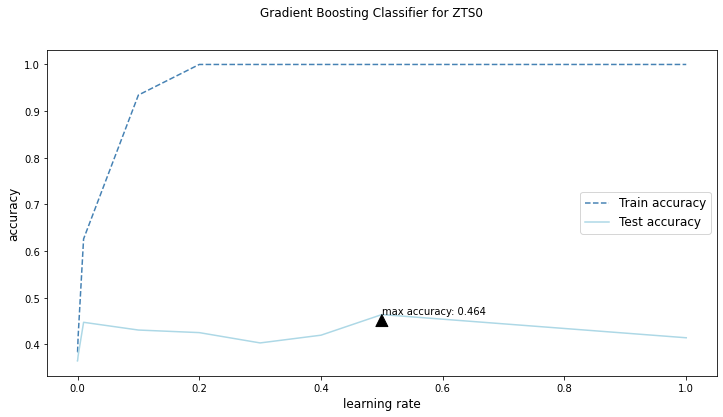 Gradient Boosting Classifier for ZTS0
1.0
0.9
0.8
0.7
0.6
0.5
0.4
accuracy
Train accuracy
Test accuracy
max accuracy: 0.464
0.0 0.2 0.4 0.6 0.8 1.0
learning rate